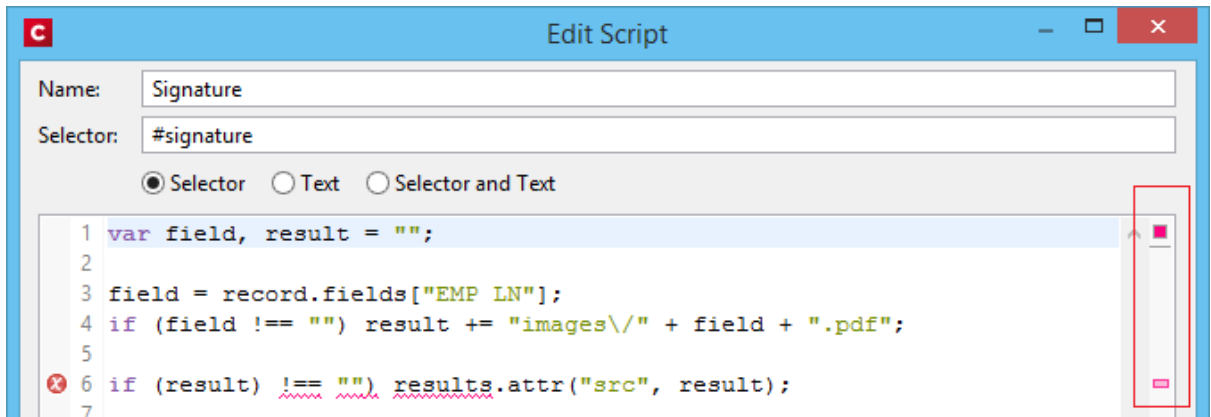 C Edit Script
Name: Signature
Selector: #signature
Selector Text Selector and Text
1 var field, result = "";
2
3 field = record.fields["EMP LN"];
4 if (field !== "") result += "images\/" + field + ".pdf";
5
6 if (result) !== "") results.attr("src", result);
7